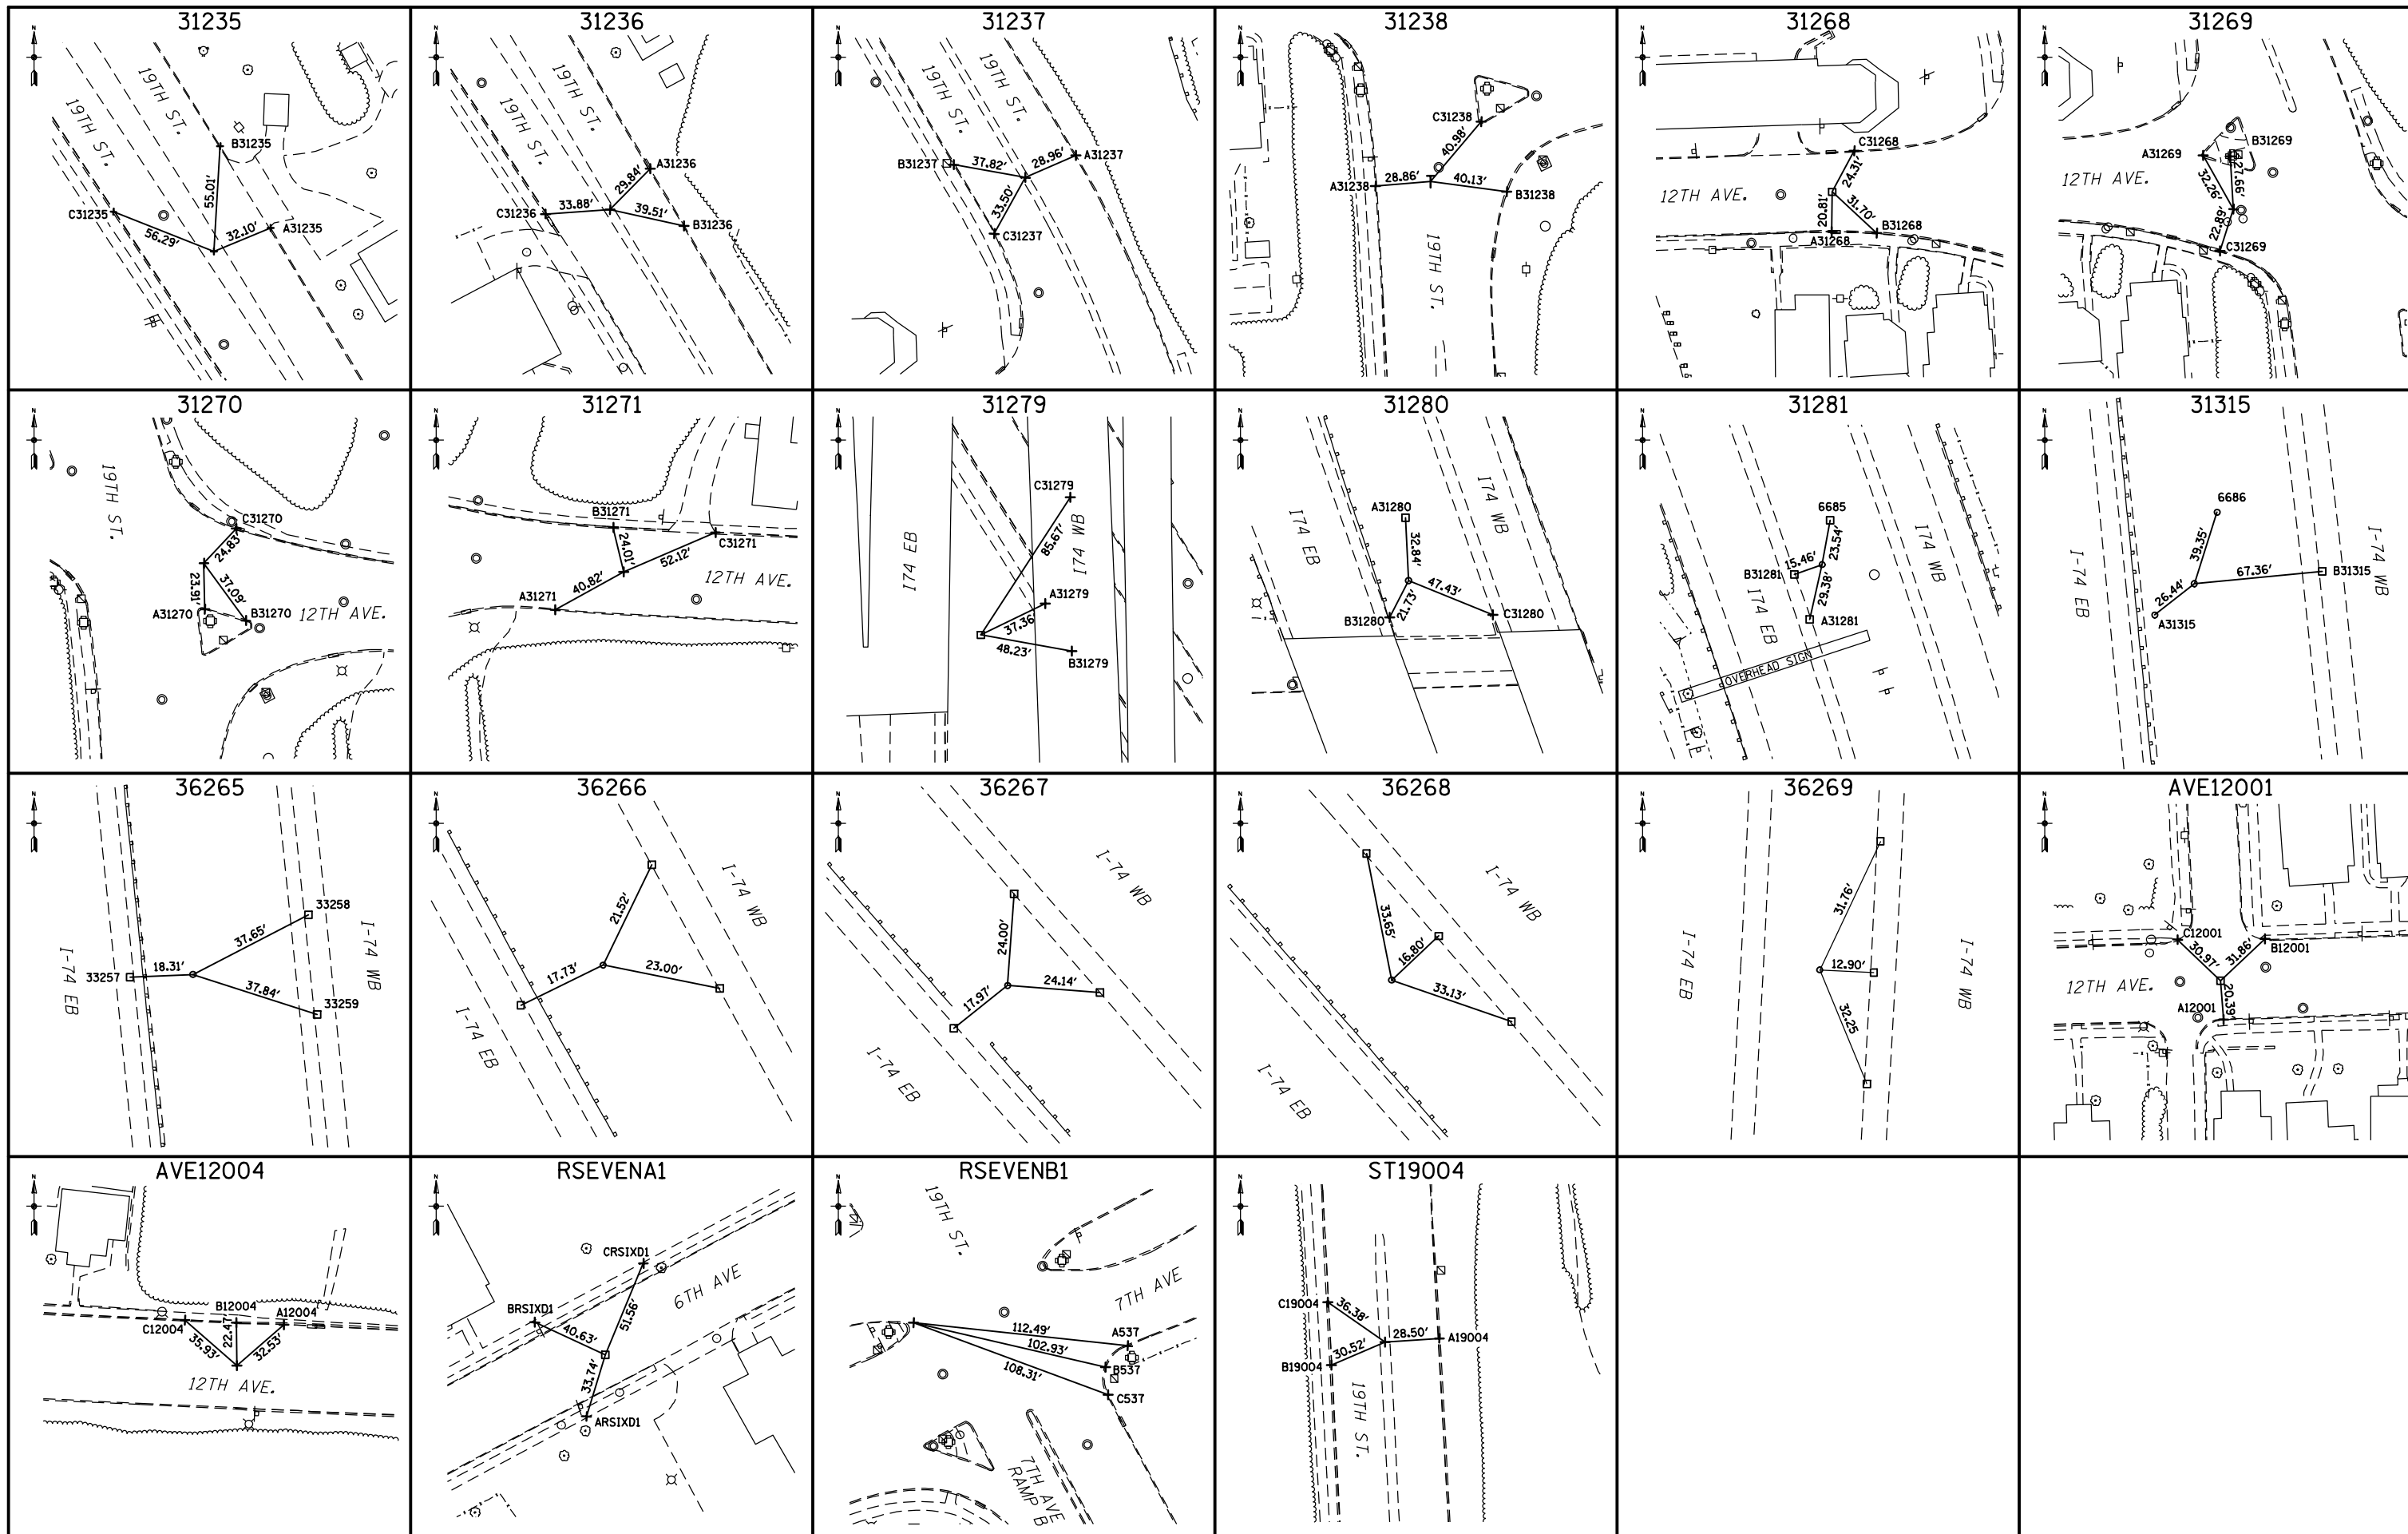 31235
N
19TH ST.
19TH ST.
B31235
55.01'
C31235
56.29'
32.10'
A31235
31236
N
19TH ST.
19TH ST.
A31236
29.84'
C31236
33.88'
39.51'
B31236
31237
N
19TH ST.
19TH ST.
B31237
37.82'
28.96'
A31237
33.50'
C31237
31238
N
C31238
40.98'
A31238
28.86'
40.13'
B31238
19TH ST.
31268
N
C31268
24.31'
12TH AVE.
20.81'
31.70'
B31268
A31268
31269
N
B31269
A31269
27.66'
32.26'
12TH AVE.
22.89'
C31269
31270
N
19TH ST.
C31270
24.83'
23.91'
37.09'
A31270
B31270
12TH AVE.
31271
N
B31271
24.01'
C31271
52.12'
40.82'
A31271
12TH AVE.
31279
N
C31279
I74 WB
85.67'
I74 EB
A31279
37.36'
48.23'
B31279
31280
N
A31280
I74 WB
I74 EB
32.84'
47.43'
21.73'
B31280
C31280
31281
N
6685
23.54'
15.46'
B31281
I74 WB
29.38'
I74 EB
A31281
OVERHEAD SIGN
31315
N
6686
39.35'
I-74 EB
I-74 WB
26.44'
67.36'
B31315
A31315
36265
N
33258
37.65'
33257
18.31'
I-74 EB
I-74 WB
37.84'
33259
36266
N
I-74 WB
21.52'
17.73'
23.00'
I-74 EB
36267
N
I-74 WB
24.00'
24.14'
17.97'
I-74 EB
36268
N
I-74 WB
33.65'
16.80'
33.13'
I-74 EB
36269
N
31.76'
I-74 EB
12.90'
I-74 WB
32.25
AVE12001
N
C12001
B12001
30.97'
31.86'
12TH AVE.
20.39'
A12001
AVE12004
N
B12004
A12004
C12004
22.47'
35.93'
32.53'
12TH AVE.
RSEVENA1
N
CRSIXD1
6TH AVE
BRSIXD1
51.56'
40.63'
33.74'
ARSIXD1
RSEVENB1
N
19TH ST.
7TH AVE
112.49'
A537
102.93'
B537
108.31'
C537
7TH AVE
RAMP B
ST19004
N
C19004
36.38'
28.50'
A19004
30.52'
B19004
19TH ST.